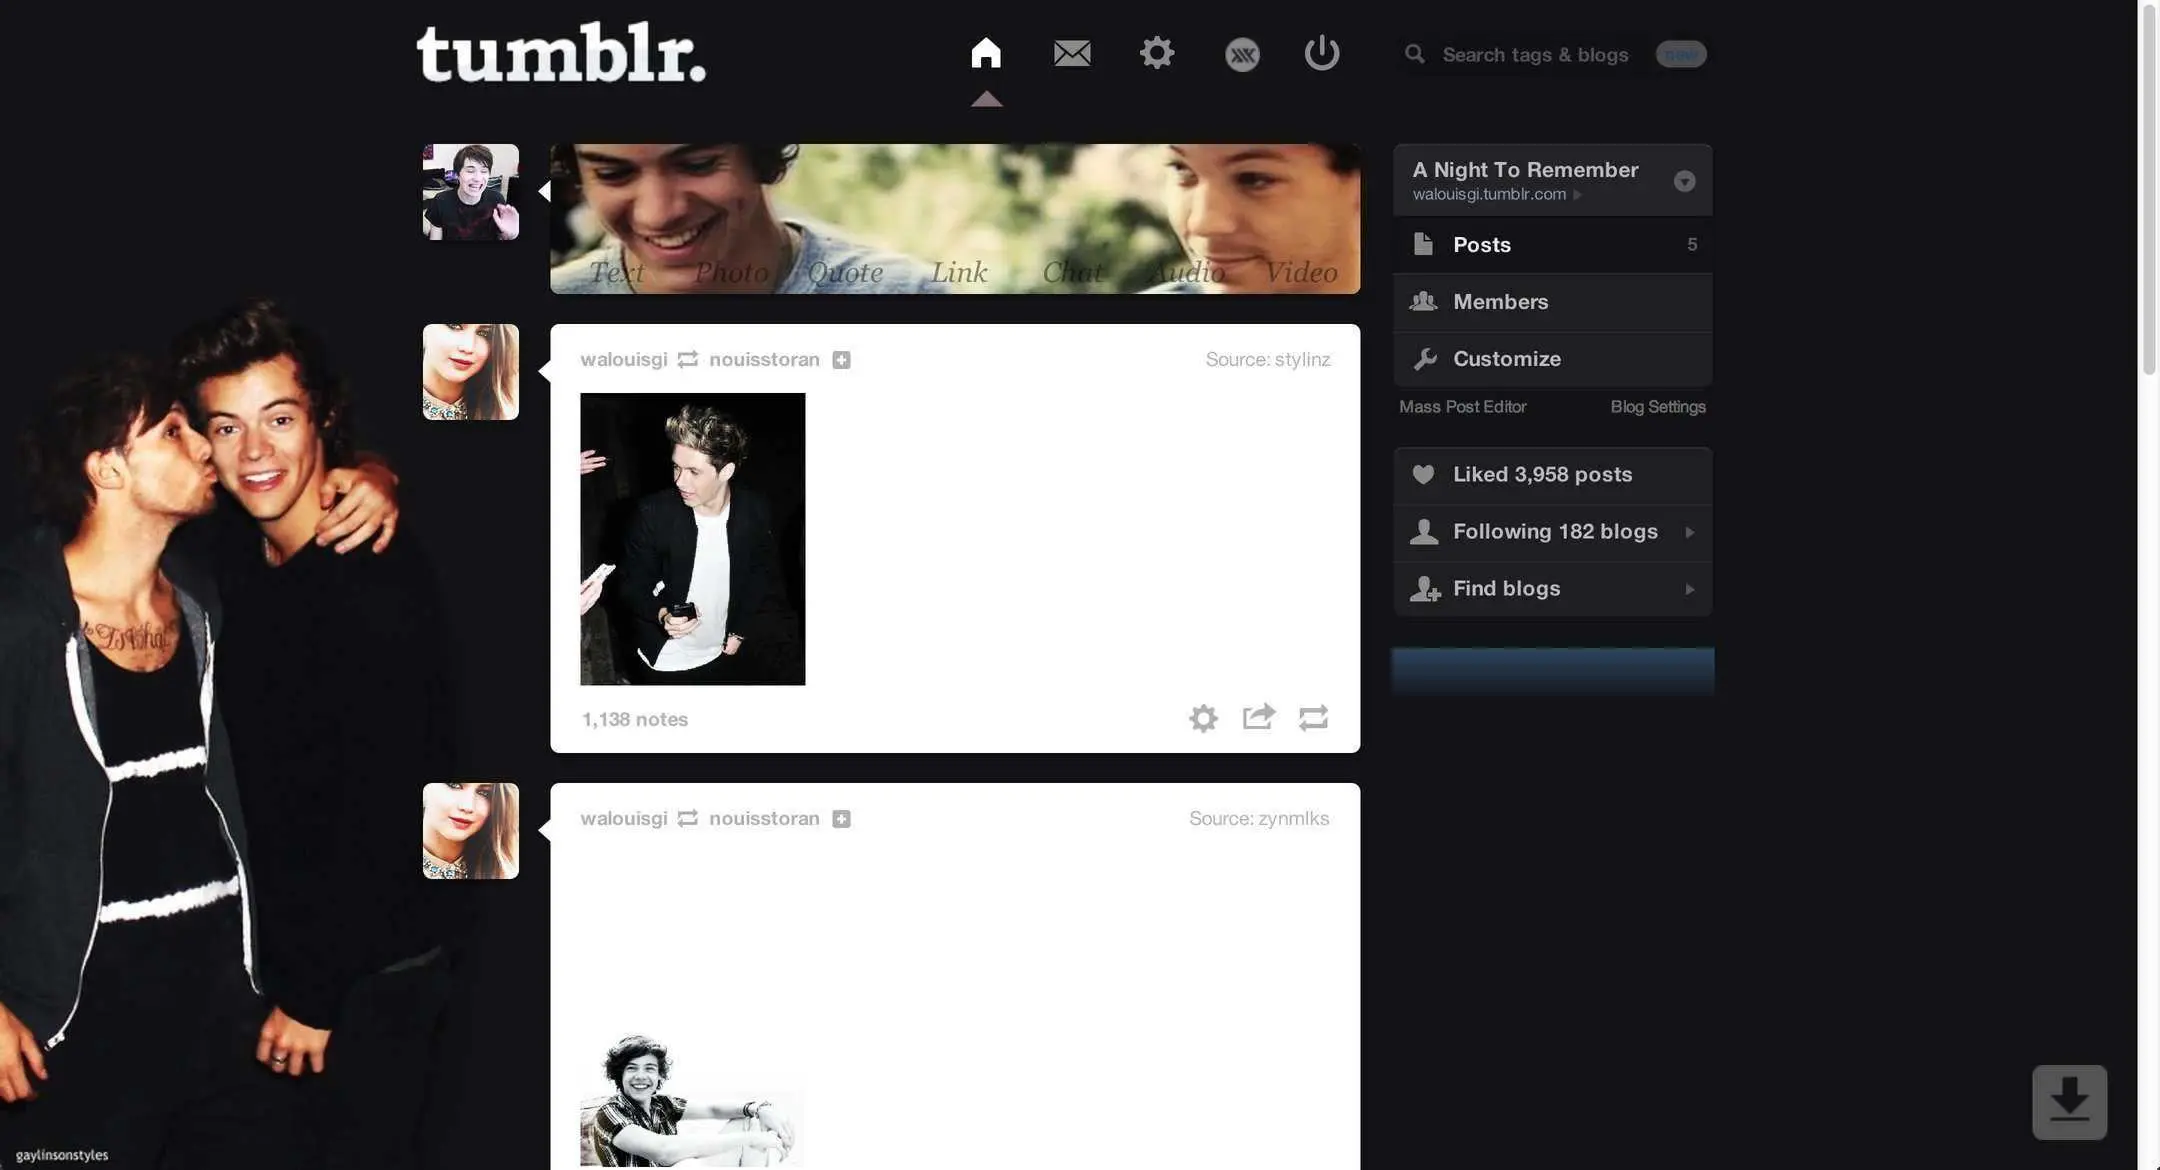 tumblr.
Search tags & blogs new
Text Photo Quote Link Chat Audio Video
A Night To Remember
walouisgi.tumblr.com
Posts 5
Members
Customize
Mass Post Editor Blog Settings
Liked 3,958 posts
Following 182 blogs
Find blogs
walouisgi nouisstoran Source: stylinz
1,138 notes
walouisgi nouisstoran Source: zynmlks
gaylinsonstyles